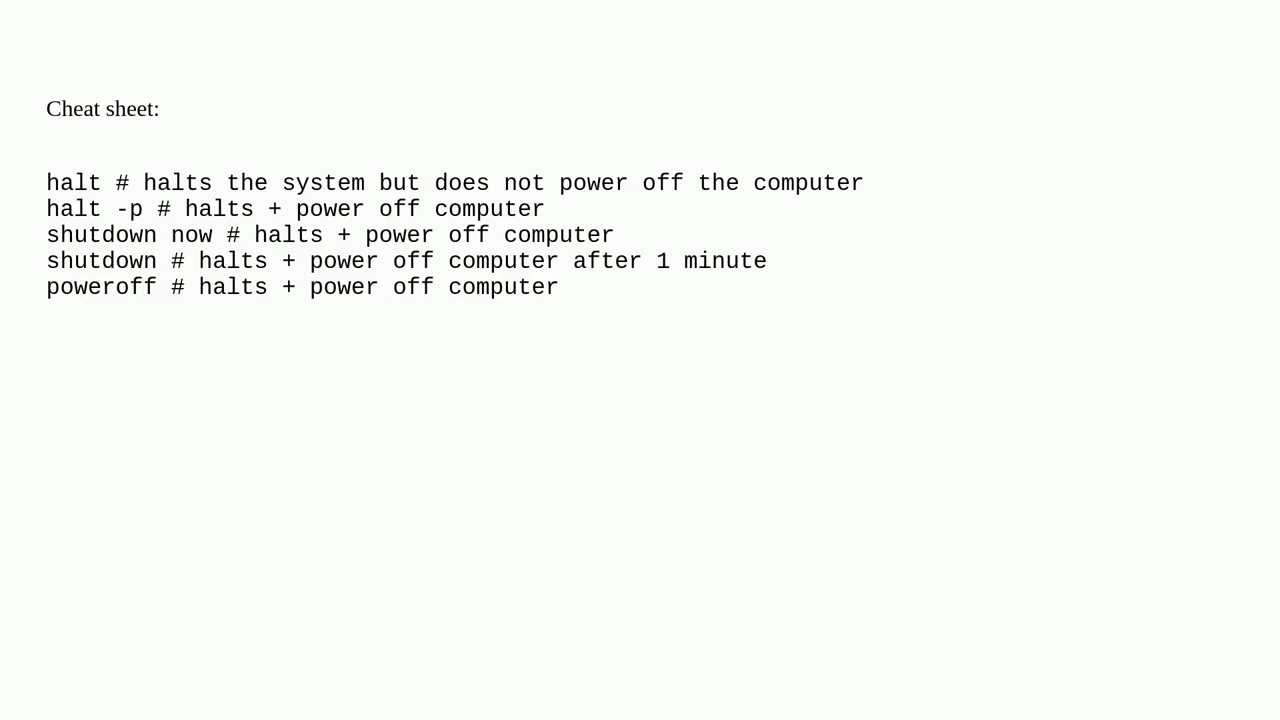 Cheat sheet:
halt # halts the system but does not power off the computer
halt -p # halts + power off computer
shutdown now # halts + power off computer
shutdown # halts + power off computer after 1 minute
poweroff # halts + power off computer